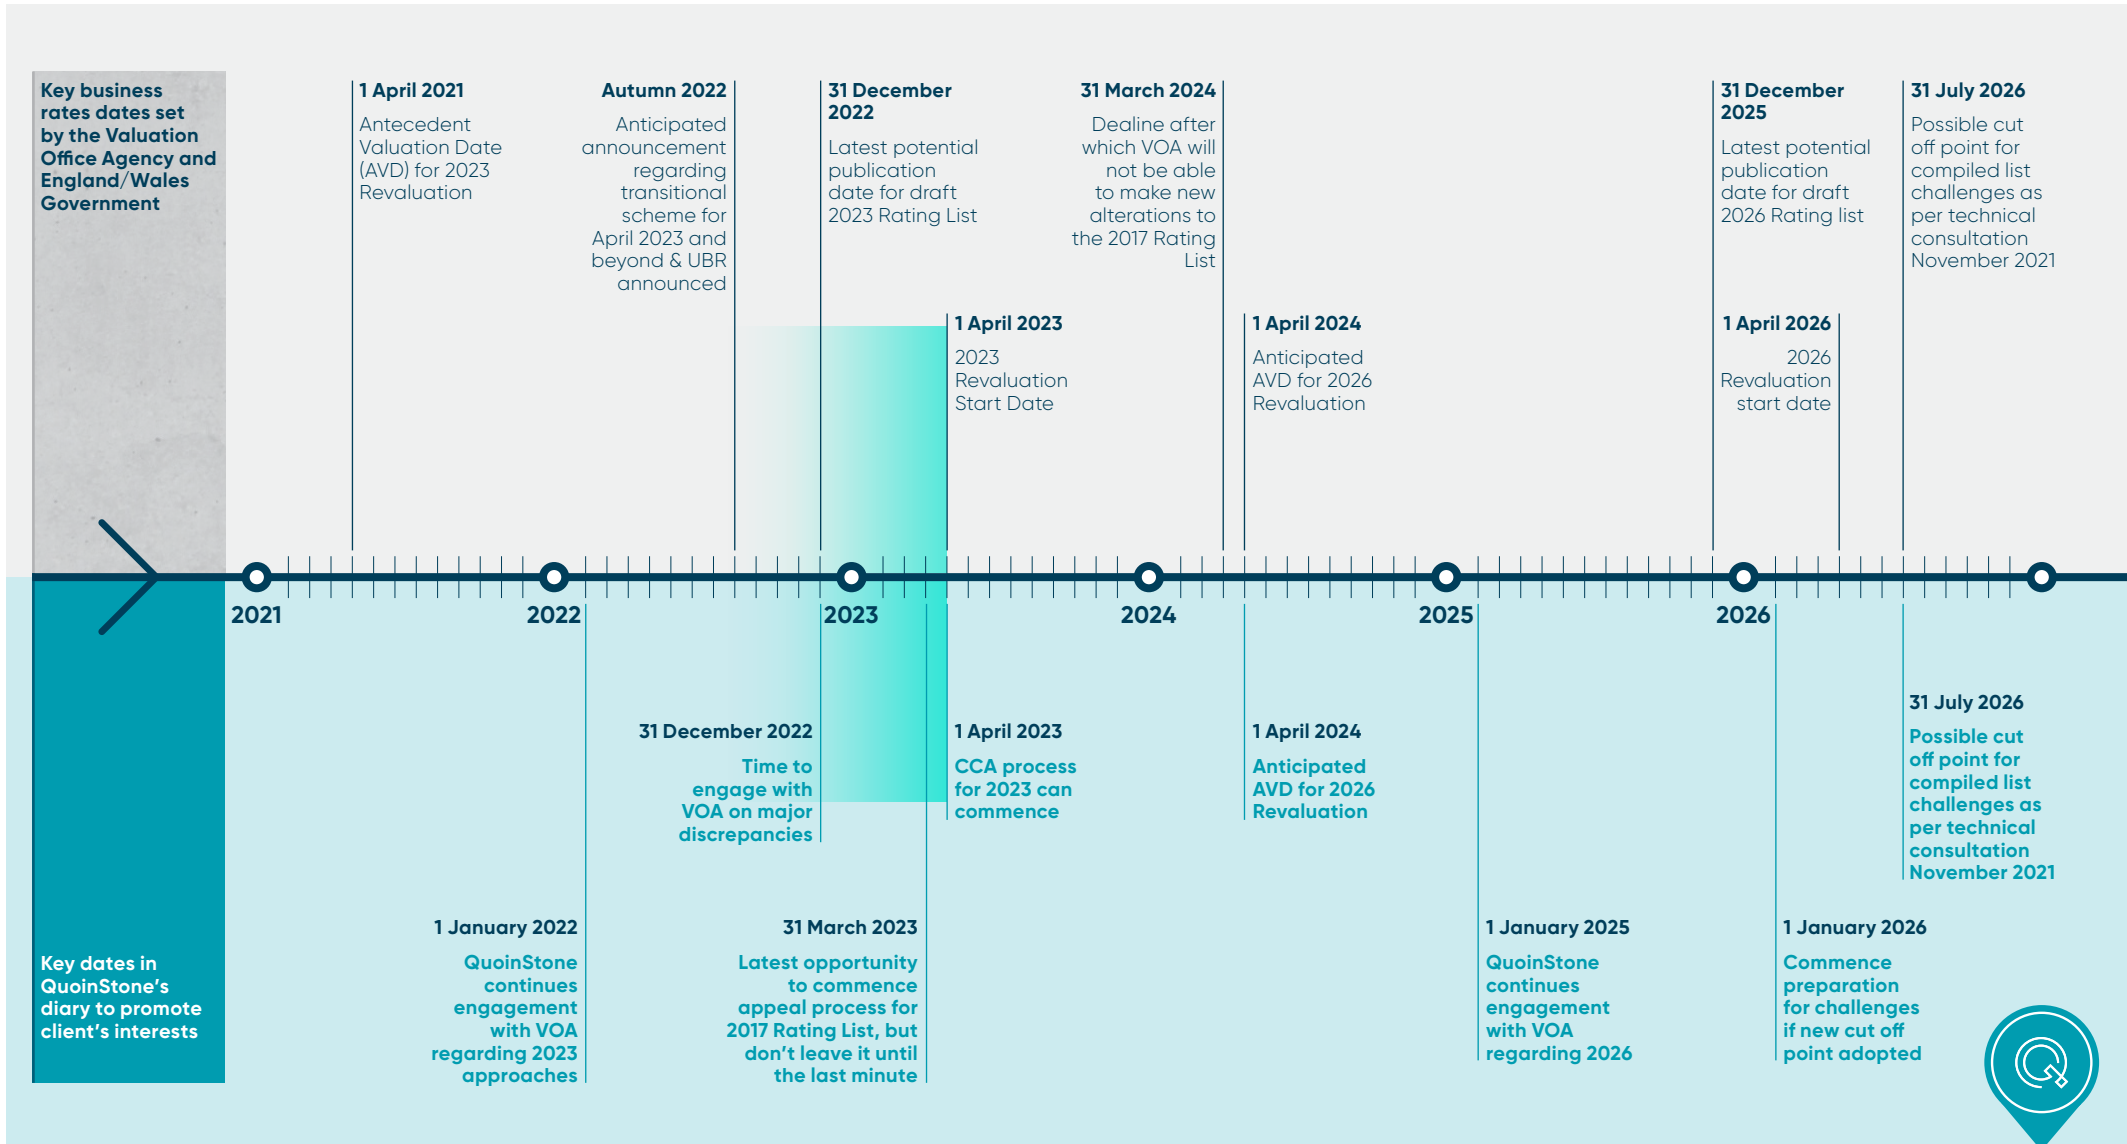 Key business
rates dates set
by the Valuation
Office Agency and
England/Wales
Government
1 April 2021
Antecedent
Valuation Date
(AVD) for 2023
Revaluation
Autumn 2022
Anticipated
announcement
regarding
transitional
scheme for
April 2023 and
beyond & UBR
announced
31 December
2022
Latest potential
publication
date for draft
2023 Rating List
1 April 2023
2023
Revaluation
Start Date
31 March 2024
Dealine after
which VOA will
not be able
to make new
alterations to
the 2017 Rating
List
1 April 2024
Anticipated
AVD for 2026
Revaluation
31 December
2025
Latest potential
publication
date for draft
2026 Rating list
1 April 2026
2026
Revaluation
start date
31 July 2026
Possible cut
off point for
compiled list
challenges as
per technical
consultation
November 2021
2021
2022
2023
2024
2025
2026
Key dates in
QuoinStone's
diary to promote
client's interests
1 January 2022
QuoinStone
continues
engagement
with VOA
regarding 2023
approaches
31 December 2022
Time to
engage with
VOA on major
discrepancies
31 March 2023
Latest opportunity
to commence
appeal process for
2017 Rating List, but
don't leave it until
the last minute
1 April 2023
CCA process
for 2023 can
commence
1 April 2024
Anticipated
AVD for 2026
Revaluation
1 January 2025
QuoinStone
continues
engagement
with VOA
regarding 2026
1 January 2026
Commence
preparation
for challenges
if new cut off
point adopted
31 July 2026
Possible cut
off point for
compiled list
challenges as
per technical
consultation
November 2021
Q